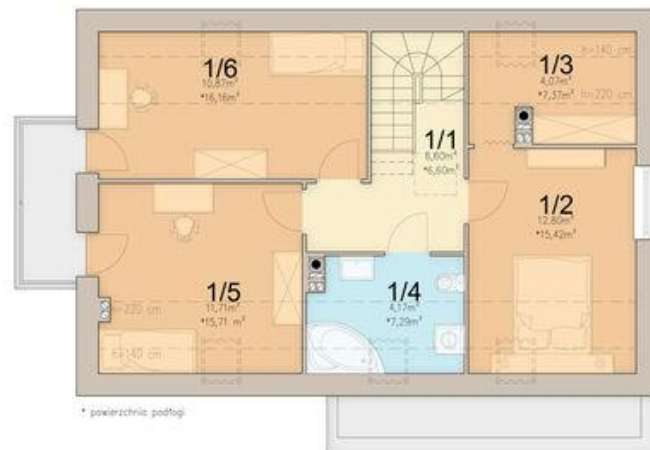 1/6
10,87m²
*16,16m²
1/3
4,07m²
*7,37m²
h=140 cm
h=220 cm
1/1
6,60m²
*6,60m²
1/2
12,80m²
*15,42m²
1/5
11,71m²
*15,71 m²
h=220 cm
h=140 cm
1/4
4,17m²
*7,29m²
* powierzchnia podłogi